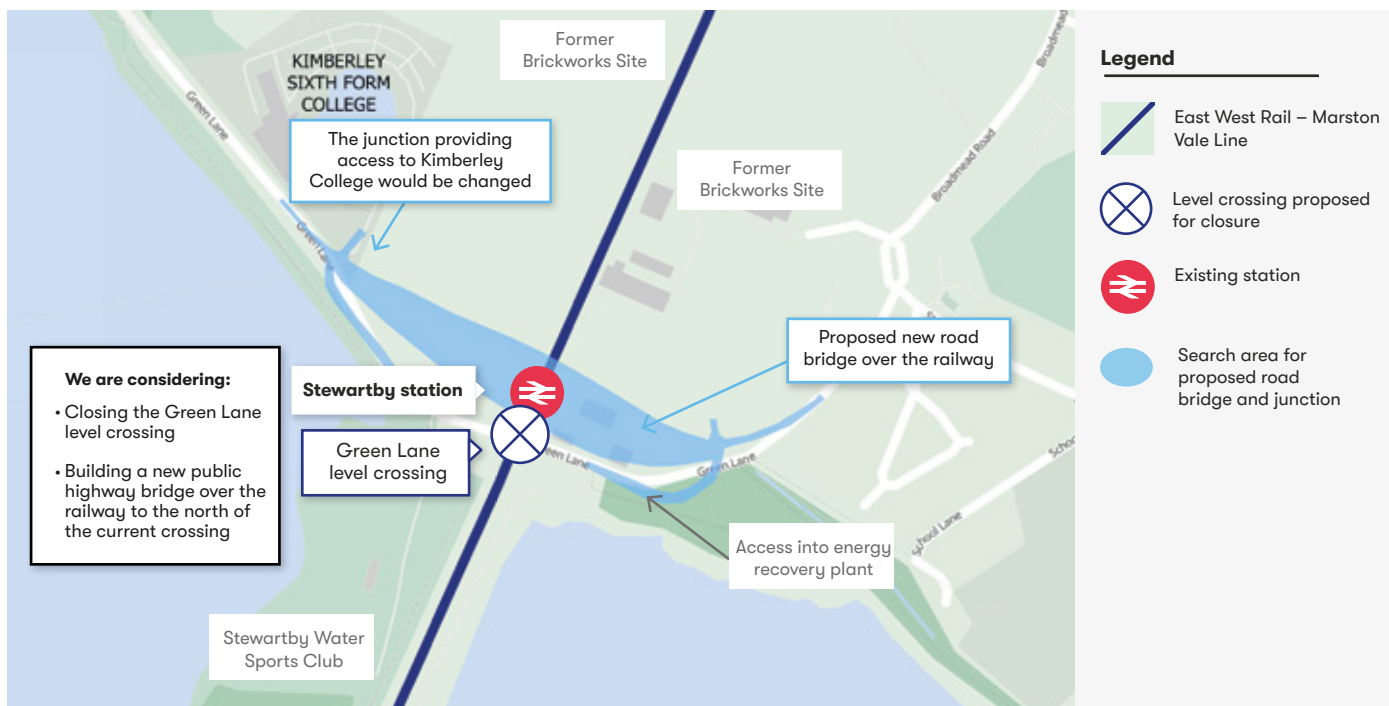 Former
Brickworks Site
KIMBERLEY
SIXTH FORM
COLLEGE
Green Lane
The junction providing
access to Kimberley
College would be changed
Former
Brickworks Site
Broadmead Road
Broadmead
Green Lane
We are considering:
• Closing the Green Lane
level crossing
• Building a new public
highway bridge over the
railway to the north of
the current crossing
Stewartby station
Green Lane
level crossing
Proposed new road
bridge over the railway
Green Lane
Green Lane
School Lane
Access into energy
recovery plant
Stewartby Water
Sports Club
Legend
East West Rail – Marston
Vale Line
Level crossing proposed
for closure
Existing station
Search area for
proposed road
bridge and junction